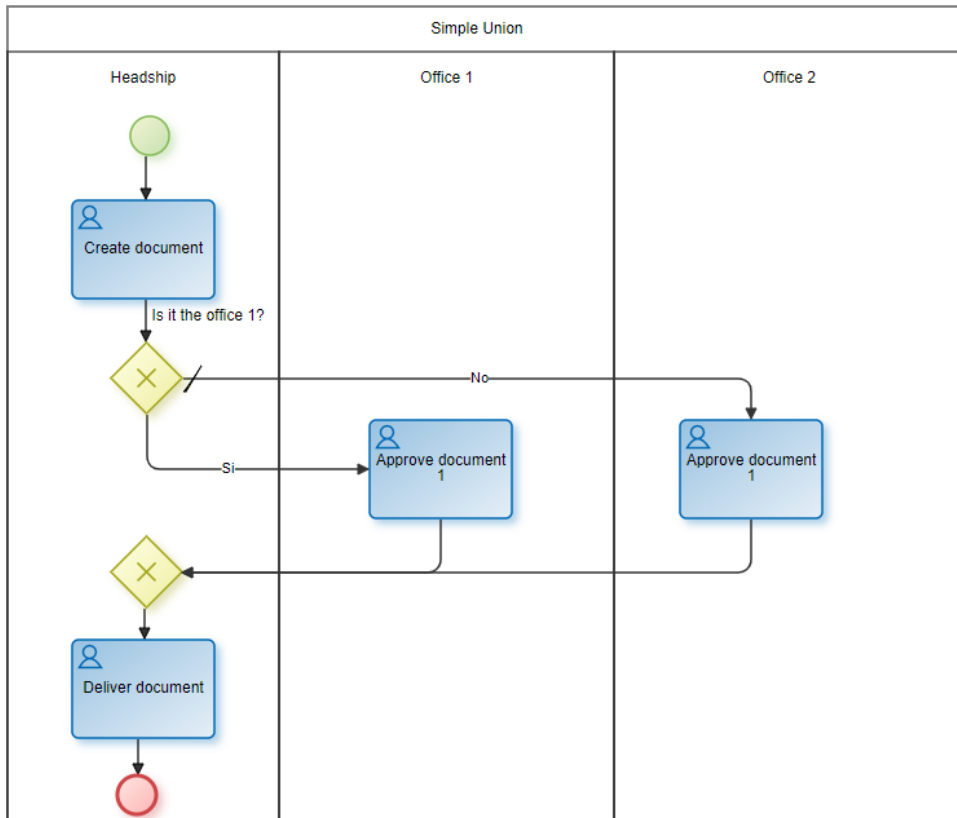 Simple Union
Headship
Office 1
Office 2
Create document
Is it the office 1?
No
Approve document
1
Approve document
1
Si
Deliver document